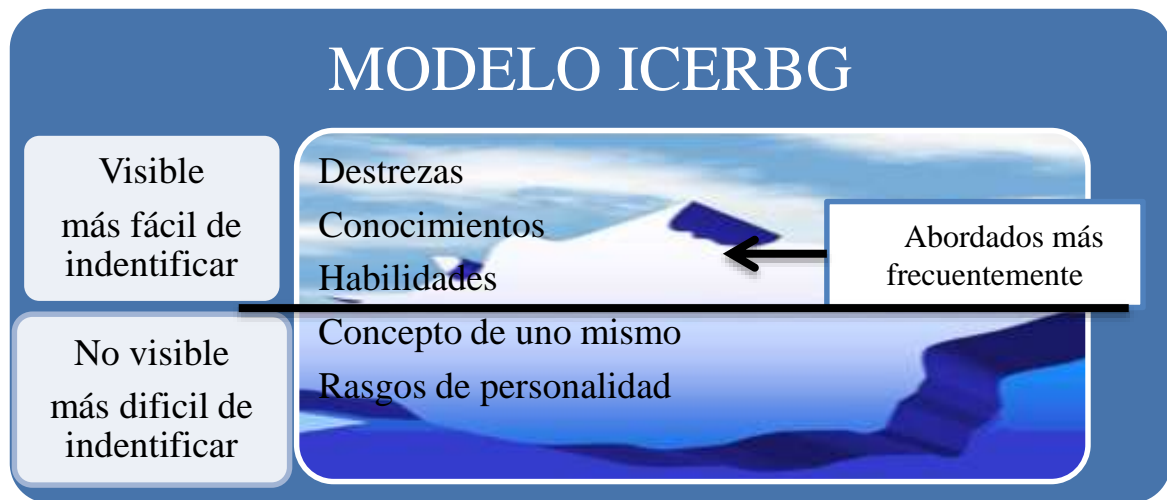 MODELO ICERBG
Visible
más fácil de
indentificar
No visible
más dificil de
indentificar
Destrezas
Conocimientos
Habilidades
Concepto de uno mismo
Rasgos de personalidad
Abordados más
frecuentemente